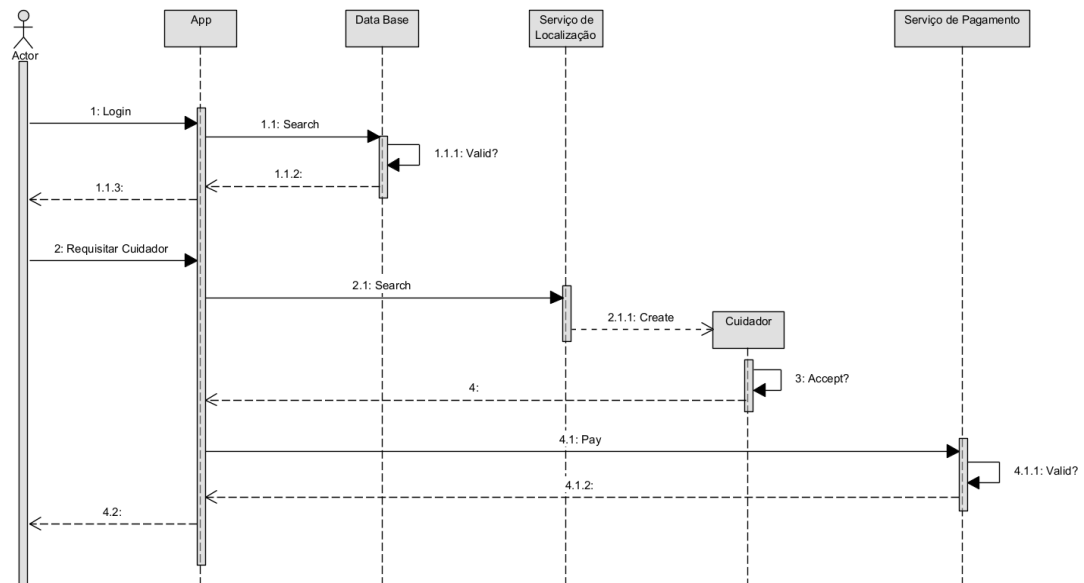 App
Data Base
Serviço de
Localização
Serviço de Pagamento
Actor
1: Login
1.1: Search
1.1.1: Valid?
1.1.2:
1.1.3:
2: Requisitar Cuidador
2.1: Search
2.1.1: Create
Cuidador
3: Accept?
4:
4.1: Pay
4.1.1: Valid?
4.1.2:
4.2: